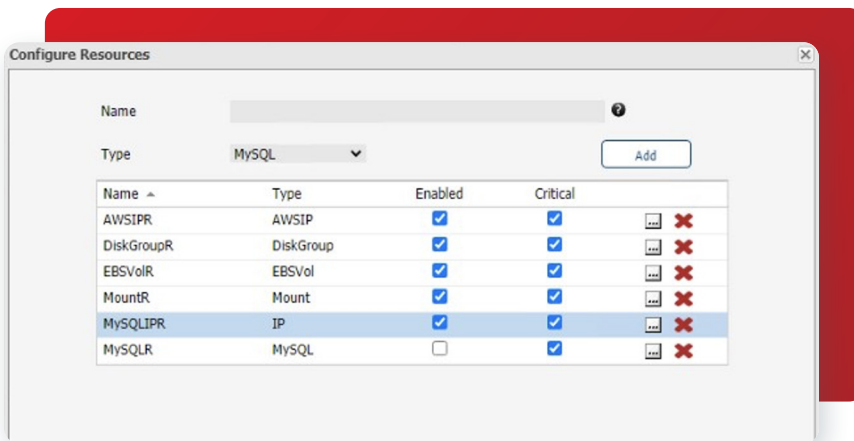 Configure Resources
Name
Type MySQL Add
Name Type Enabled Critical
AWSIPR AWSIP ...
DiskGroupR DiskGroup ...
EBSVolR EBSVol ...
MountR Mount ...
MySQLIPR IP ...
MySQLR MySQL ...